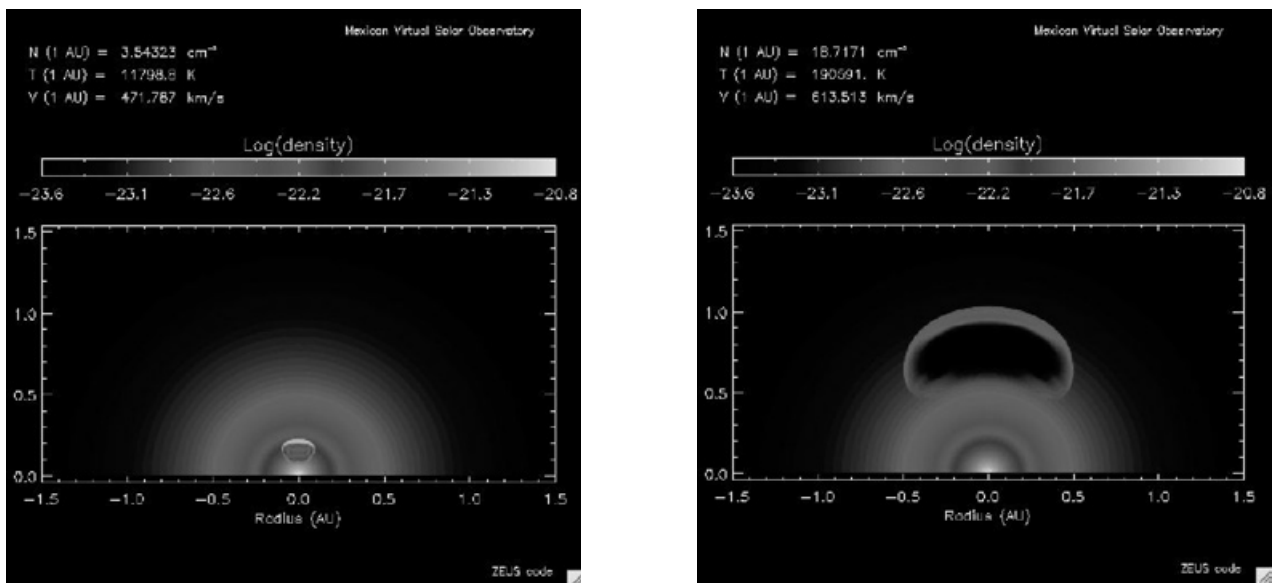 Mexican Virtual Solar Observatory
N (1 AU) = 3.54323 cm⁻³
T (1 AU) = 11798.8 K
V (1 AU) = 471.787 km/s
Log(density)
-23.6 -23.1 -22.6 -22.2 -21.7 -21.3 -20.8
1.5
1.0
0.5
0.0
-1.5 -1.0 -0.5 0.0 0.5 1.0 1.5
Radius (AU)
ZEUS code
Mexican Virtual Solar Observatory
N (1 AU) = 18.7171 cm⁻³
T (1 AU) = 190691. K
V (1 AU) = 613.513 km/s
Log(density)
-23.6 -23.1 -22.6 -22.2 -21.7 -21.3 -20.8
1.5
1.0
0.5
0.0
-1.5 -1.0 -0.5 0.0 0.5 1.0 1.5
Radius (AU)
ZEUS code